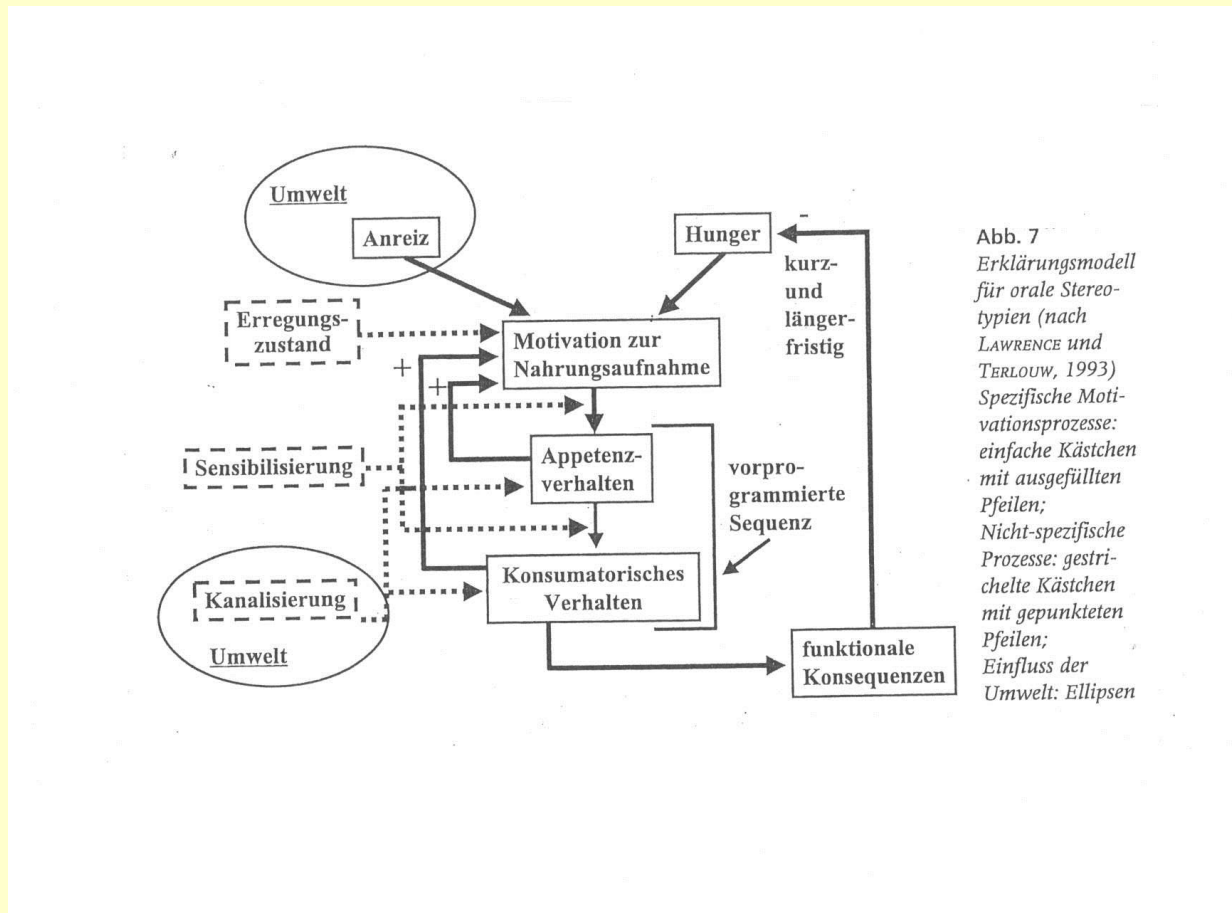 Umwelt
Anreiz
Hunger
-
kurz-
und
länger-
fristig
Erregungs-
zustand
Motivation zur
Nahrungsaufnahme
+
+
Sensibilisierung
Appetenz-
verhalten
vorpro-
grammierte
Sequenz
Konsumatorisches
Verhalten
Kanalisierung
Umwelt
funktionale
Konsequenzen
Abb. 7
Erklärungsmodell
für orale Stereo-
typien (nach
LAWRENCE und
TERLOUW, 1993)
Spezifische Moti-
vationsprozesse:
einfache Kästchen
mit ausgefüllten
Pfeilen;
Nicht-spezifische
Prozesse: gestri-
chelte Kästchen
mit gepunkteten
Pfeilen;
Einfluss der
Umwelt: Ellipsen